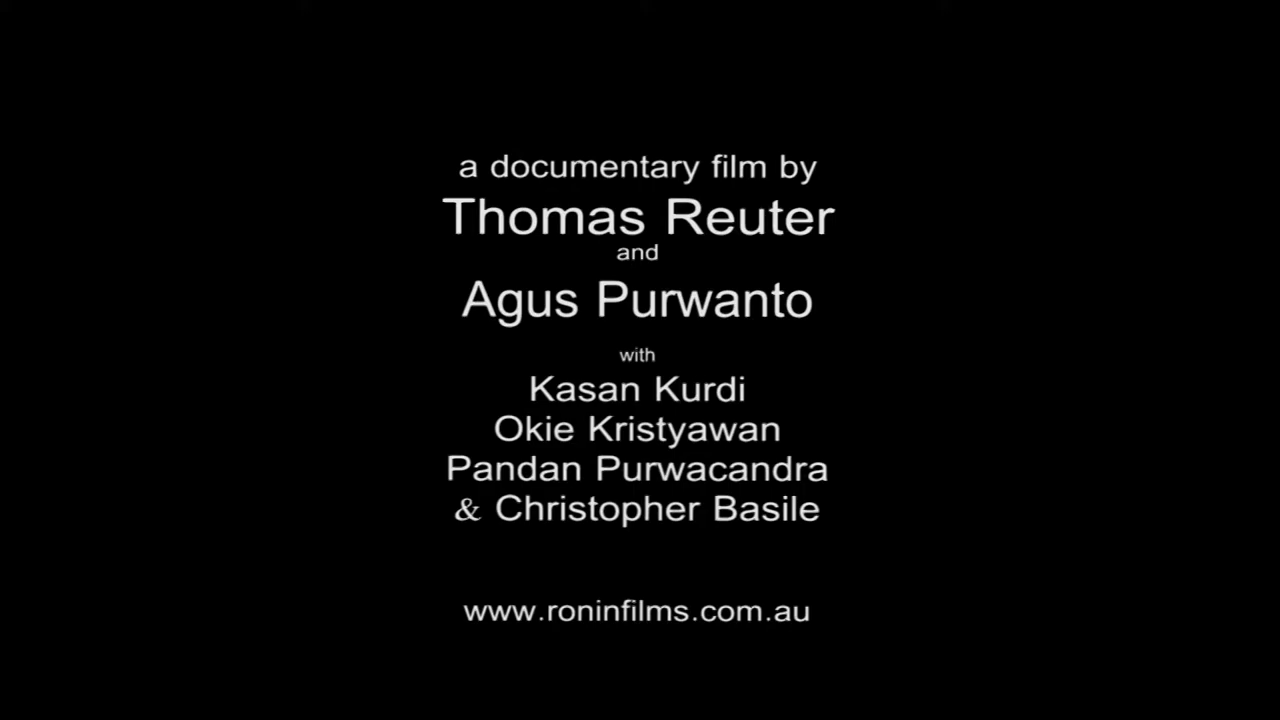 a documentary film by
Thomas Reuter
and
Agus Purwanto
with
Kasan Kurdi
Okie Kristyawan
Pandan Purwacandra
& Christopher Basile
www.roninfilms.com.au